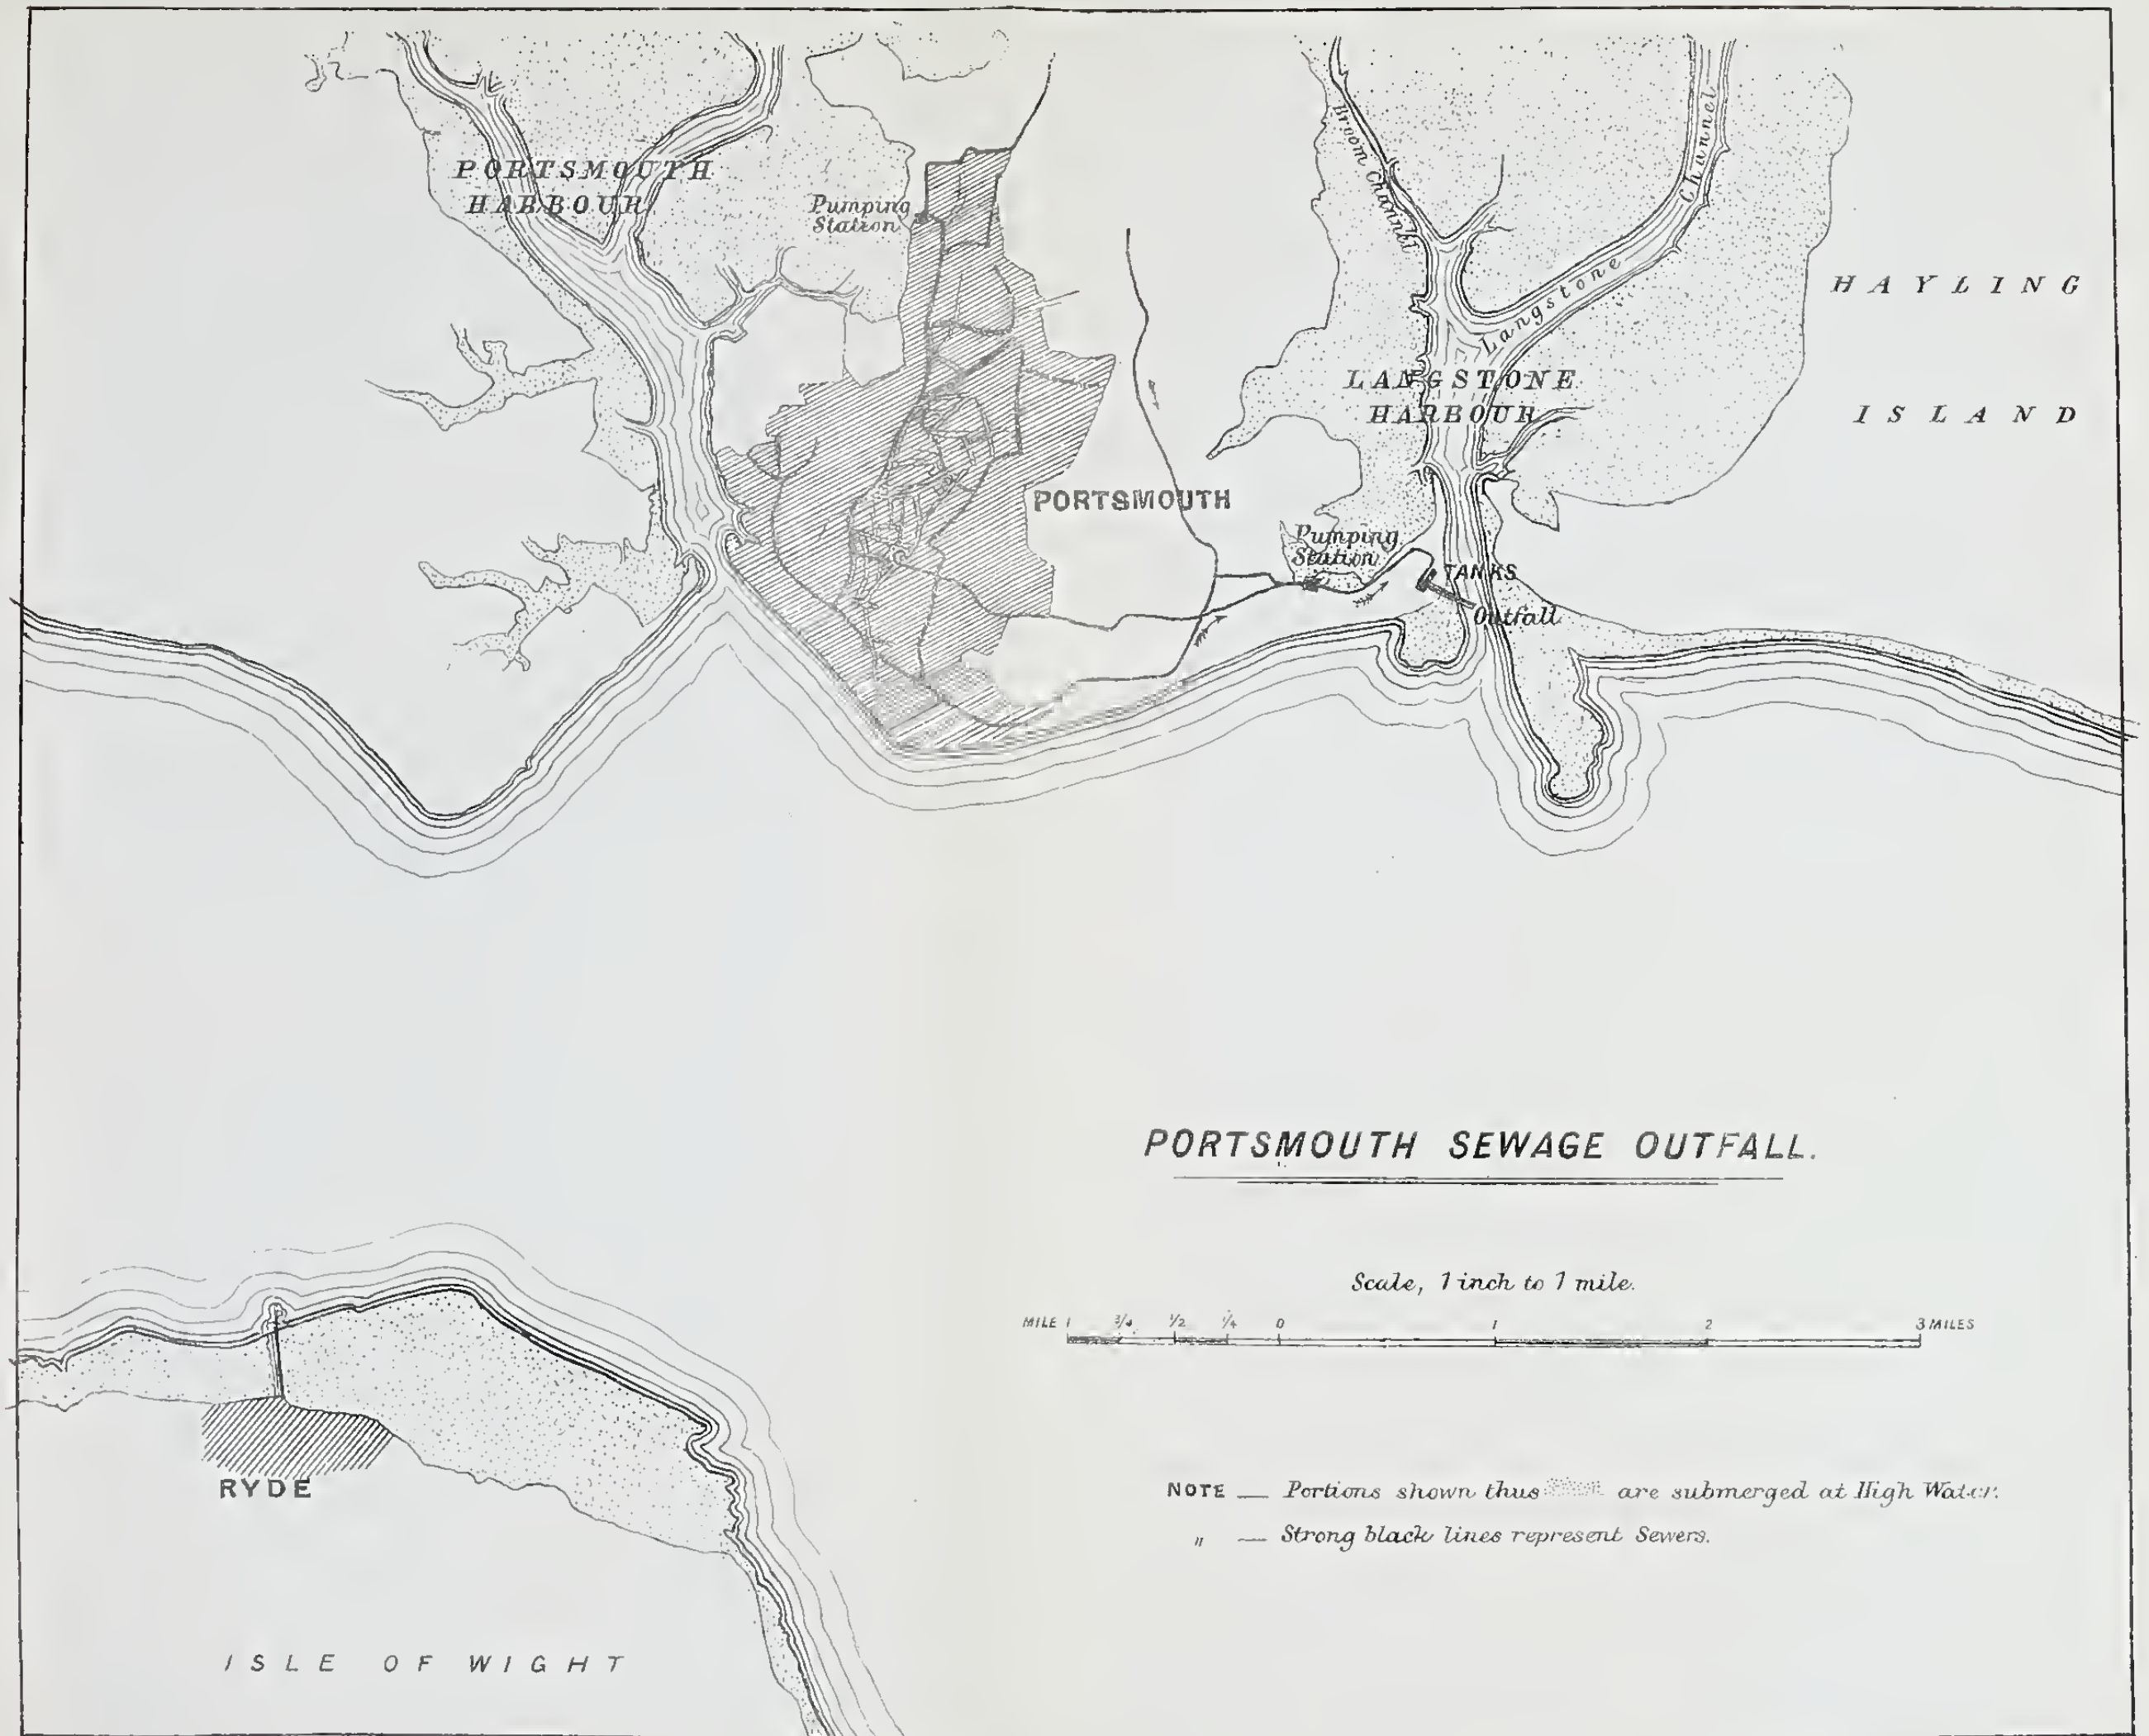 PORTSMOUTH
HARBOUR
Pumping
Station
Broom Channel
Langstone Channel
HAYLING
ISLAND
LANGSTONE
HARBOUR
PORTSMOUTH
Pumping
Station
TANKS
Outfall
PORTSMOUTH SEWAGE OUTFALL.
Scale, 1 inch to 1 mile.
MILE 1 3/4 1/2 1/4 0 1 2 3 MILES
NOTE — Portions shown thus are submerged at High Water.
" — Strong black lines represent Sewers.
RYDE
ISLE OF WIGHT